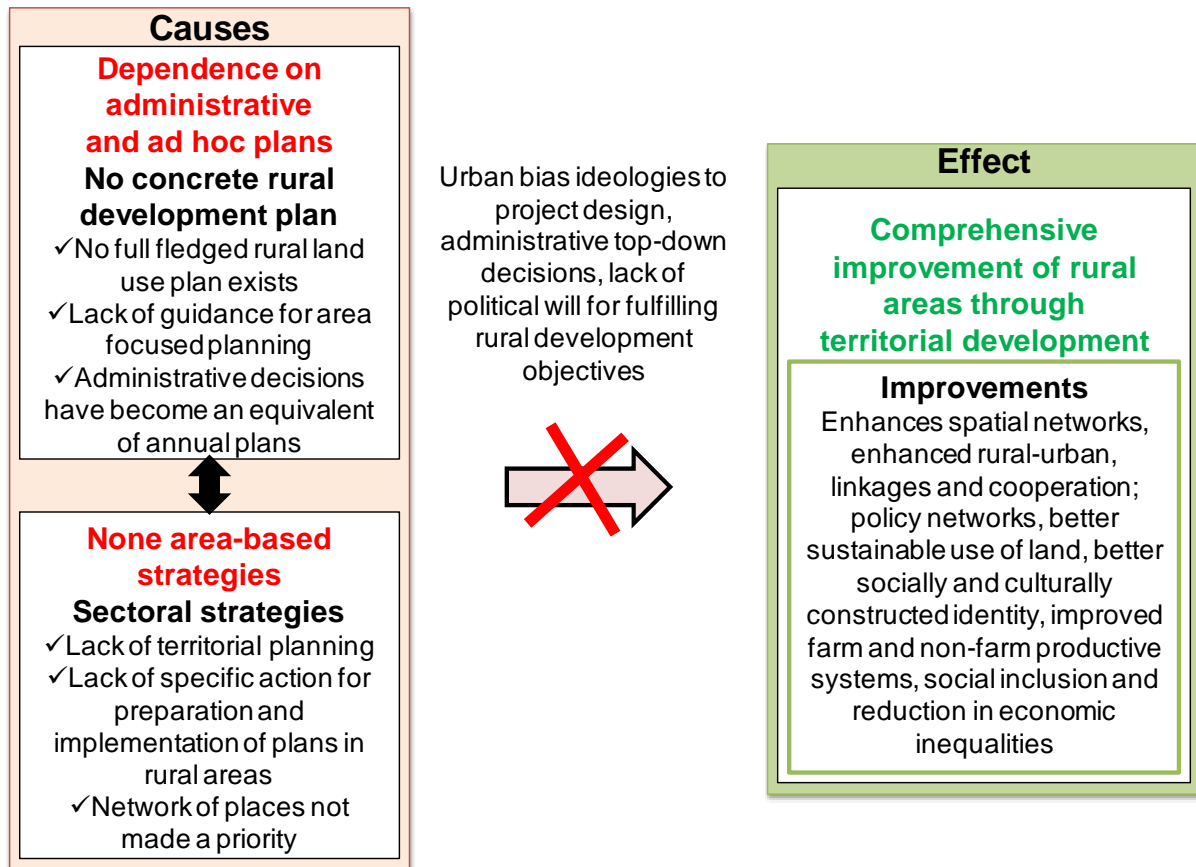 Causes
Dependence on
administrative
and ad hoc plans
No concrete rural
development plan
✓No full fledged rural land
use plan exists
✓Lack of guidance for area
focused planning
✓Administrative decisions
have become an equivalent
of annual plans
None area-based
strategies
Sectoral strategies
✓Lack of territorial planning
✓Lack of specific action for
preparation and
implementation of plans in
rural areas
✓Network of places not
made a priority
Urban bias ideologies to
project design,
administrative top-down
decisions, lack of
political will for fulfilling
rural development
objectives
Effect
Comprehensive
improvement of rural
areas through
territorial development
Improvements
Enhances spatial networks,
enhanced rural-urban,
linkages and cooperation;
policy networks, better
sustainable use of land, better
socially and culturally
constructed identity, improved
farm and non-farm productive
systems, social inclusion and
reduction in economic
inequalities